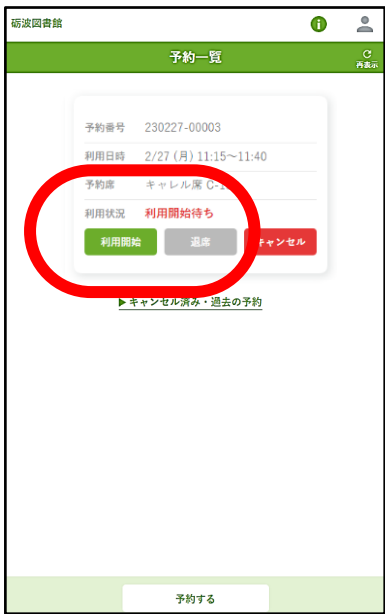 砺波図書館
予約一覧
再表示
予約番号 230227-00003
利用日時 2/27 (月) 11:15～11:40
予約席 キャレル席
利用状況 利用開始待ち
利用開始 退席 キャンセル
▶キャンセル済み・過去の予約
予約する